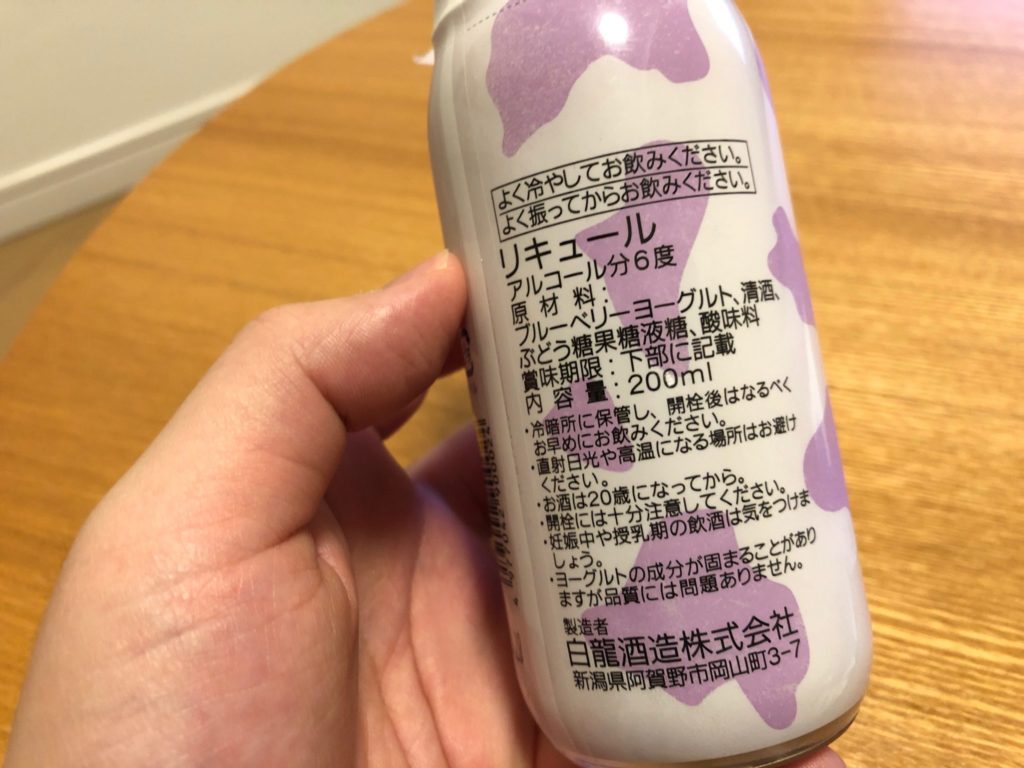 よく冷やしてお飲みください。
よく振ってからお飲みください。
リキュール
アルコール分6度
原材料:
ブルーベリーヨーグルト、清酒、
ぶどう糖果糖液糖、酸味料
賞味期限:下部に記載
内容量:200ml
・冷暗所に保管し、開栓後はなるべく
お早めにお飲みください。
・直射日光や高温になる場所はお避け
ください。
・お酒は20歳になってから。
・開栓には十分注意してください。
・妊娠中や授乳期の飲酒は気をつけま
しょう。
・ヨーグルトの成分が固まることがあり
ますが品質には問題ありません。
製造者
白龍酒造株式会社
新潟県阿賀野市岡山町3-7